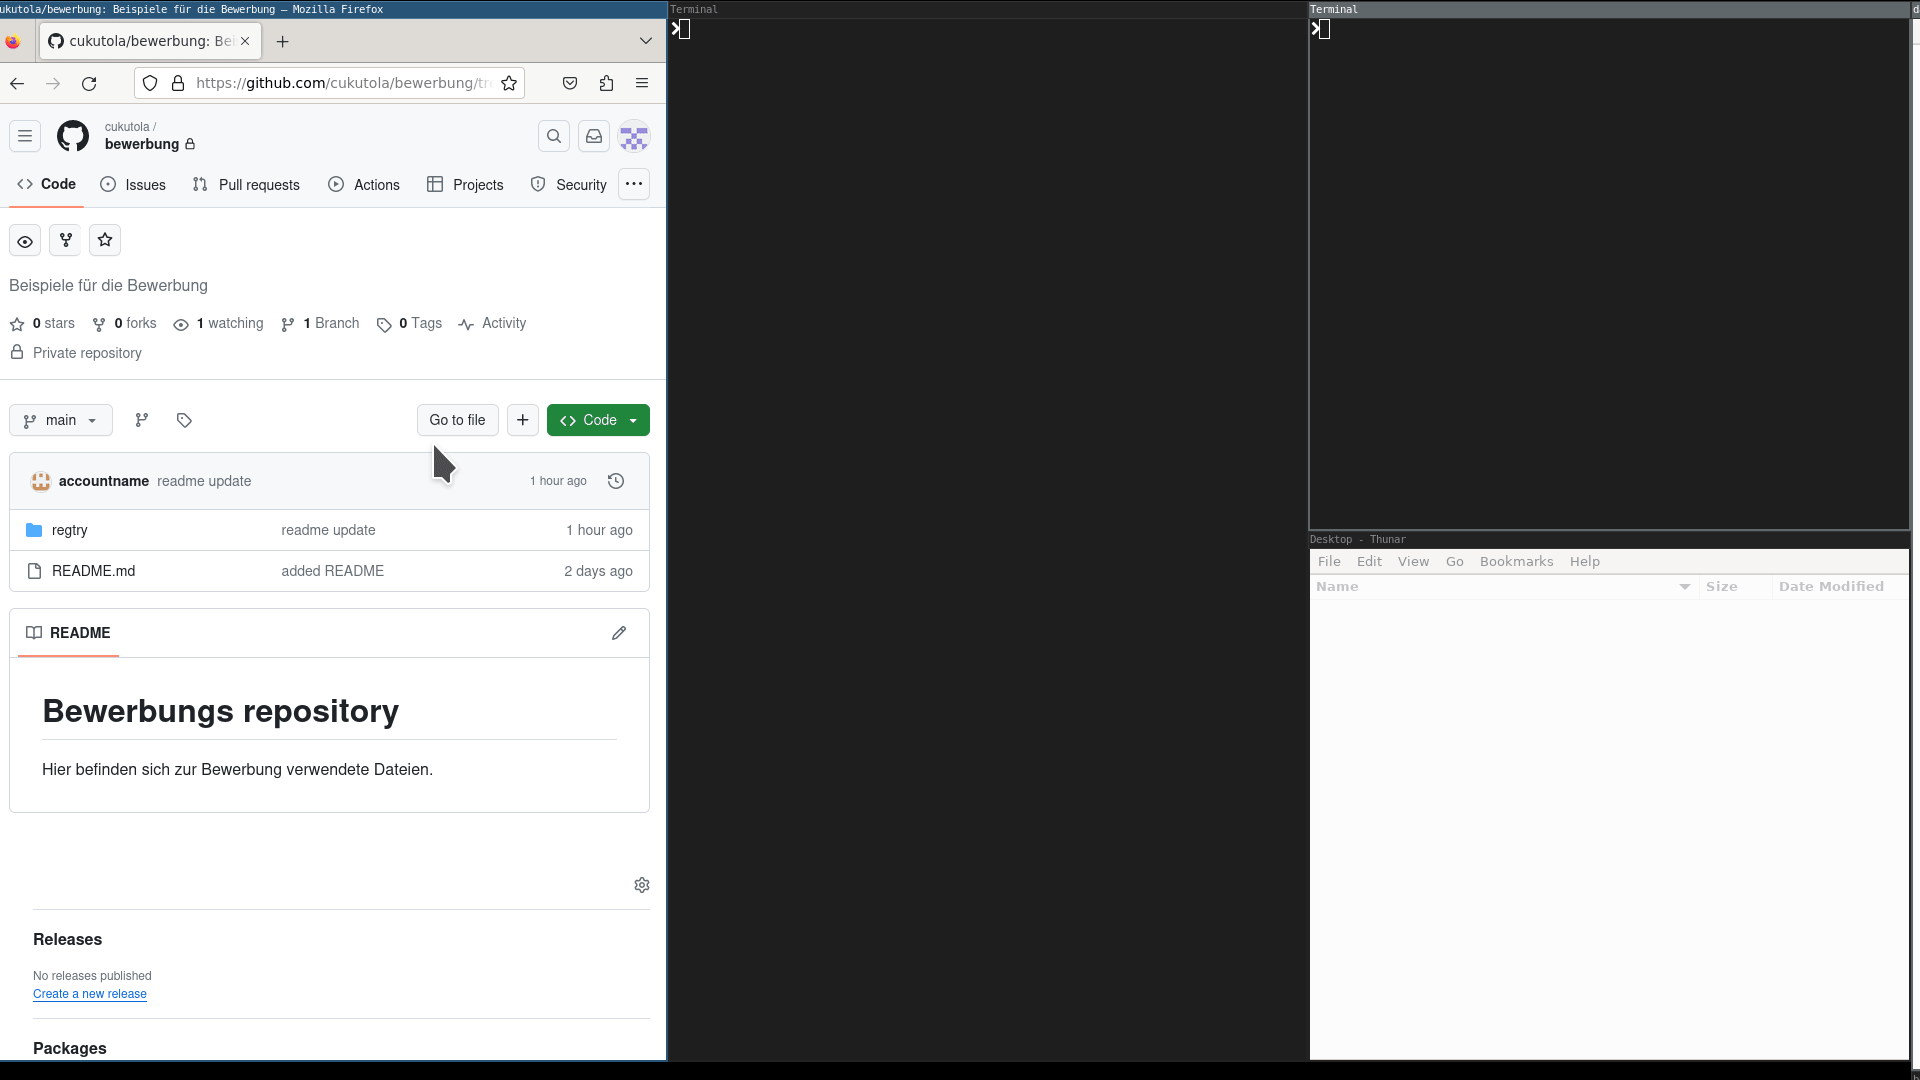 ukutola/bewerbung: Beispiele für die Bewerbung — Mozilla Firefox
cukutola/bewerbung: Bei
https://github.com/cukutola/bewerbung/tre
cukutola /
bewerbung
Code Issues Pull requests Actions Projects Security
Beispiele für die Bewerbung
0 stars 0 forks 1 watching 1 Branch 0 Tags Activity
Private repository
main Go to file Code
accountname readme update 1 hour ago
regtry readme update 1 hour ago
README.md added README 2 days ago
README
Bewerbungs repository
Hier befinden sich zur Bewerbung verwendete Dateien.
Releases
No releases published
Create a new release
Packages
Terminal
Terminal
Desktop - Thunar
File Edit View Go Bookmarks Help
Name Size Date Modified
d